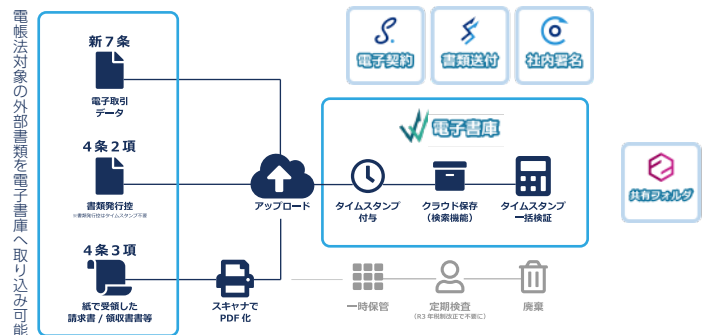 電帳法対象の外部書類を電子書庫へ取り込み可能
新7条
電子取引
データ
4条2項
書類発行控
※書類発行控はタイムスタンプ不要
4条3項
紙で受領した
請求書 / 領収書書等
スキャナで
PDF 化
アップロード
電子契約
書類送付
社内署名
電子書庫
タイムスタンプ
付与
クラウド保存
(検索機能)
タイムスタンプ
一括検証
共有フォルダ
一時保管
定期検査
(R3 年税制改正で不要に)
廃棄